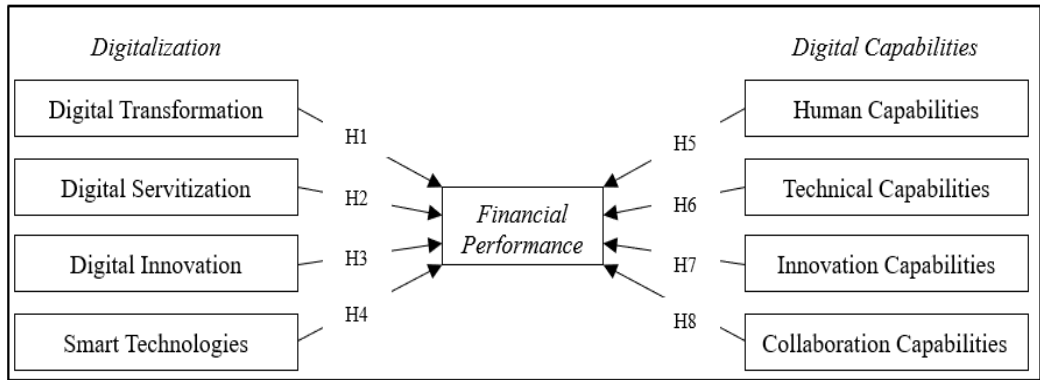 Digitalization
Digital Transformation
Digital Servitization
Digital Innovation
Smart Technologies
H1
H2
H3
H4
Financial
Performance
H5
H6
H7
H8
Digital Capabilities
Human Capabilities
Technical Capabilities
Innovation Capabilities
Collaboration Capabilities